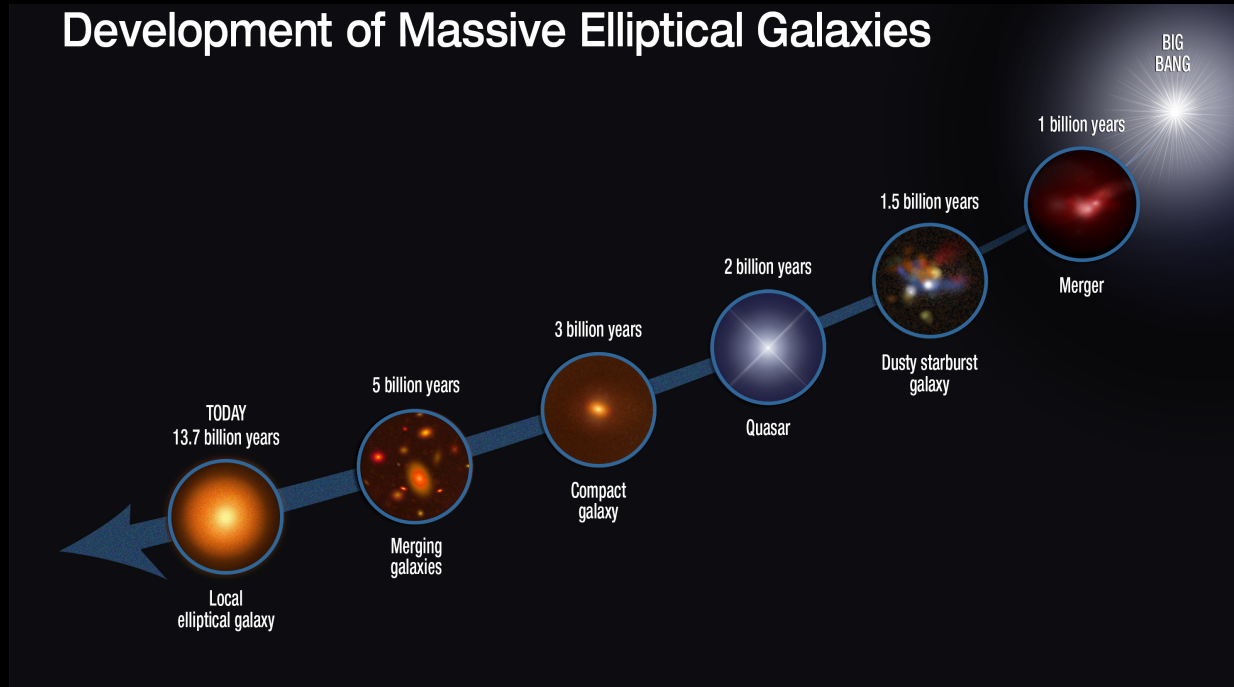 Development of Massive Elliptical Galaxies
BIG
BANG
1 billion years
Merger
1.5 billion years
Dusty starburst
galaxy
2 billion years
Quasar
3 billion years
Compact
galaxy
5 billion years
Merging
galaxies
TODAY
13.7 billion years
Local
elliptical galaxy